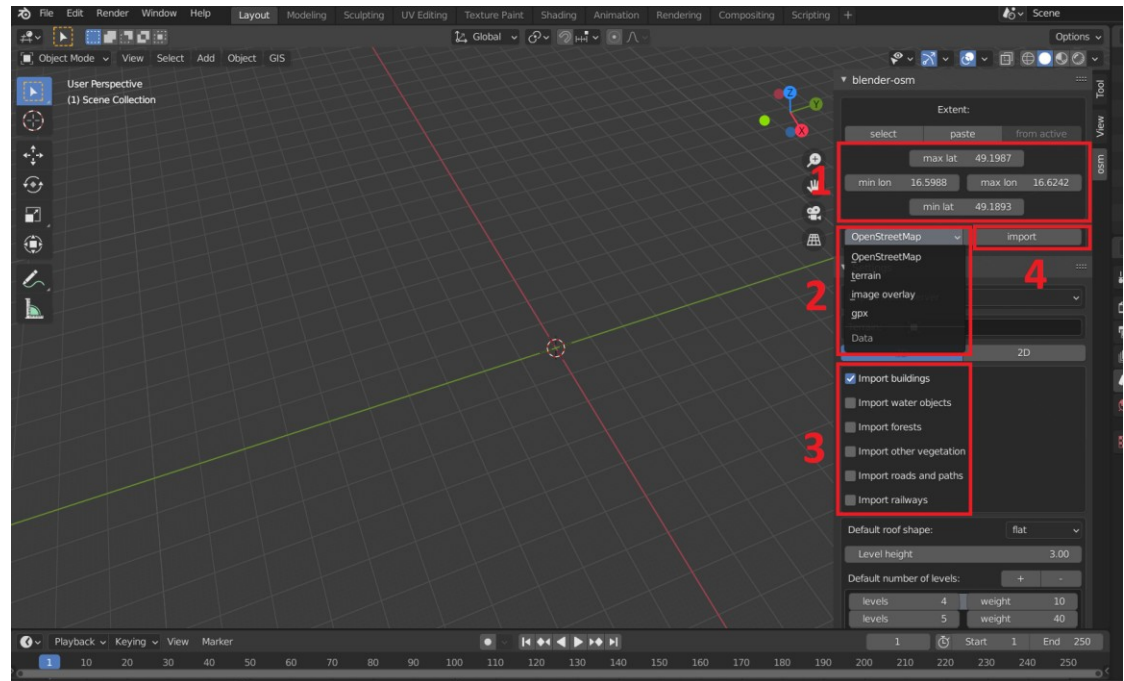 File Edit Render Window Help Layout Modeling Sculpting UV Editing Texture Paint Shading Animation Rendering Compositing Scripting + Scene
Global Options
Object Mode View Select Add Object GIS
User Perspective
(1) Scene Collection
Z
Y
X
blender-osm
Tool
View
osm
Extent:
select paste from active
1
max lat 49.1987
min lon 16.5988 max lon 16.6242
min lat 49.1893
OpenStreetMap import
2
4
OpenStreetMap
terrain
image overlay
gpx
Data
2D
3
Import buildings
Import water objects
Import forests
Import other vegetation
Import roads and paths
Import railways
Default roof shape: flat
Level height 3.00
Default number of levels: + -
levels 4 weight 10
levels 5 weight 40
Playback Keying View Marker 1 Start 1 End 250
1 10 20 30 40 50 60 70 80 90 100 110 120 130 140 150 160 170 180 190 200 210 220 230 240 250